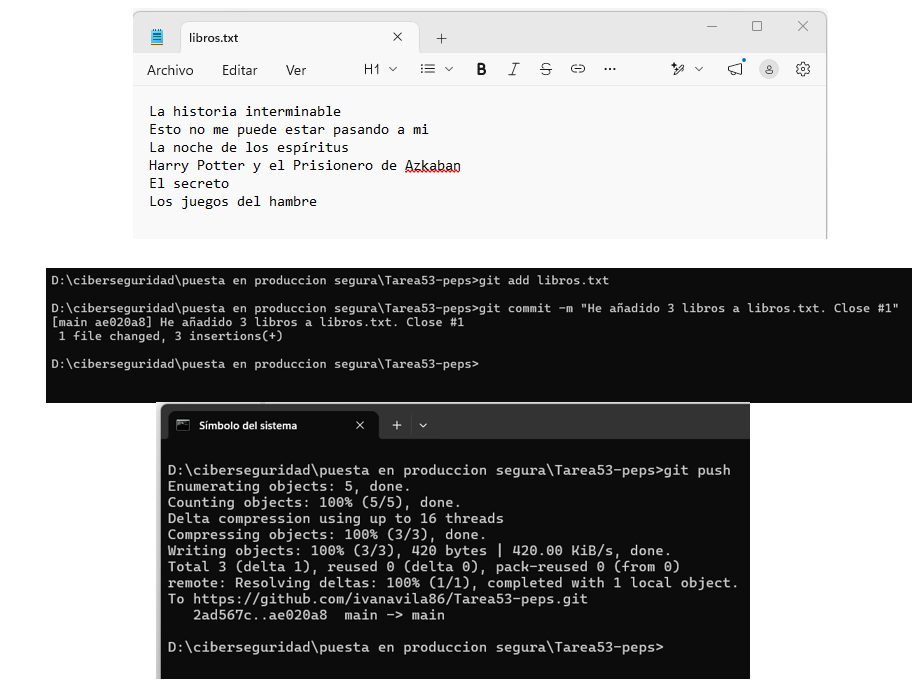 libros.txt
Archivo Editar Ver H1 B I S
La historia interminable
Esto no me puede estar pasando a mi
La noche de los espíritus
Harry Potter y el Prisionero de Azkaban
El secreto
Los juegos del hambre
D:\ciberseguridad\puesta en produccion segura\Tarea53-peps>git add libros.txt
D:\ciberseguridad\puesta en produccion segura\Tarea53-peps>git commit -m "He añadido 3 libros a libros.txt. Close #1"
[main ae020a8] He añadido 3 libros a libros.txt. Close #1
1 file changed, 3 insertions(+)
D:\ciberseguridad\puesta en produccion segura\Tarea53-peps>
Símbolo del sistema
D:\ciberseguridad\puesta en produccion segura\Tarea53-peps>git push
Enumerating objects: 5, done.
Counting objects: 100% (5/5), done.
Delta compression using up to 16 threads
Compressing objects: 100% (3/3), done.
Writing objects: 100% (3/3), 420 bytes | 420.00 KiB/s, done.
Total 3 (delta 1), reused 0 (delta 0), pack-reused 0 (from 0)
remote: Resolving deltas: 100% (1/1), completed with 1 local object.
To https://github.com/ivanavila86/Tarea53-peps.git
2ad567c..ae020a8 main -> main
D:\ciberseguridad\puesta en produccion segura\Tarea53-peps>